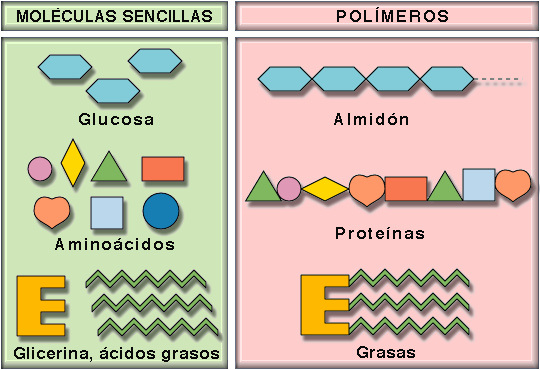 MOLÉCULAS SENCILLAS
POLÍMEROS
Glucosa
Almidón
Aminoácidos
Proteínas
Glicerina, ácidos grasos
Grasas